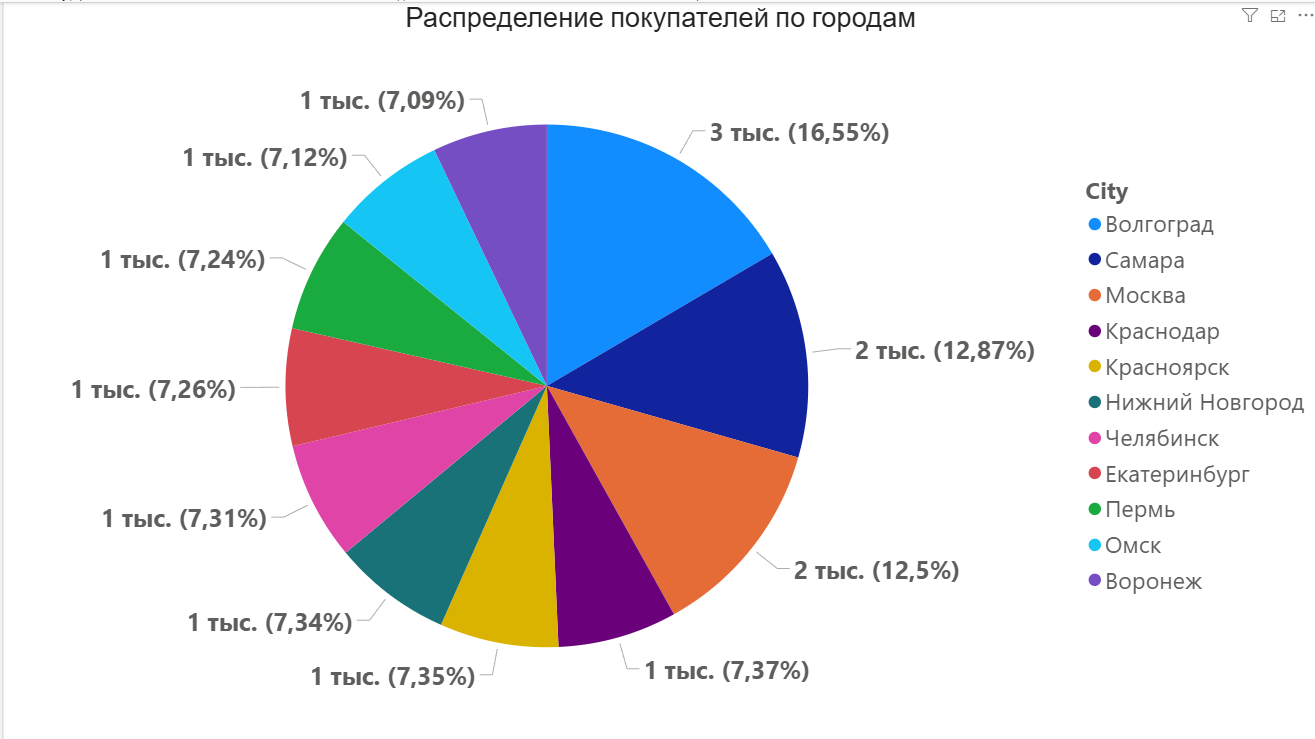 Распределение покупателей по городам
1 тыс. (7,09%)
3 тыс. (16,55%)
1 тыс. (7,12%)
1 тыс. (7,24%)
2 тыс. (12,87%)
1 тыс. (7,26%)
1 тыс. (7,31%)
2 тыс. (12,5%)
1 тыс. (7,34%)
1 тыс. (7,35%)
1 тыс. (7,37%)
City
Волгоград
Самара
Москва
Краснодар
Красноярск
Нижний Новгород
Челябинск
Екатеринбург
Пермь
Омск
Воронеж